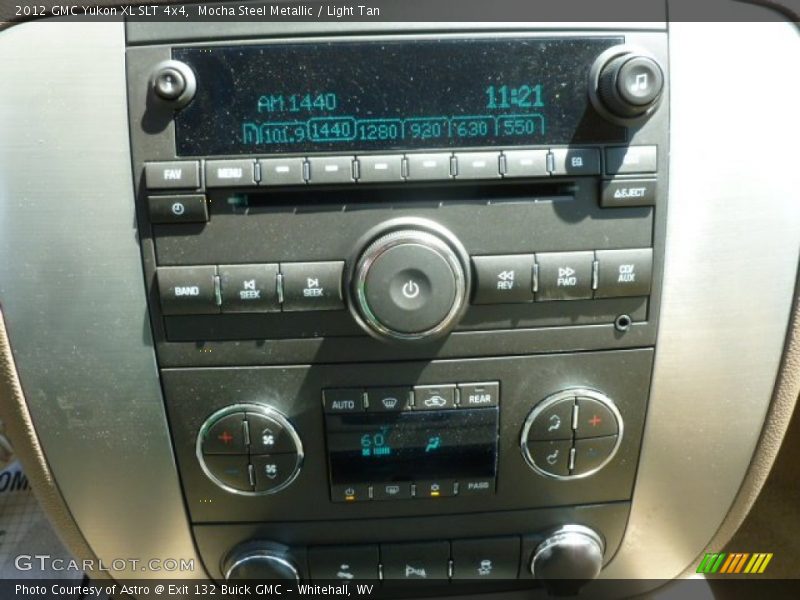 2012 GMC Yukon XL SLT 4x4, Mocha Steel Metallic / Light Tan
AM 1440 11:21
101.9 1440 1280 920 630 550
FAV MENU EQ
EJECT
BAND SEEK SEEK REV FWD CD/AUX
AUTO REAR
60°
PASS
GTCARLOT.COM
Photo Courtesy of Astro @ Exit 132 Buick GMC - Whitehall, WV